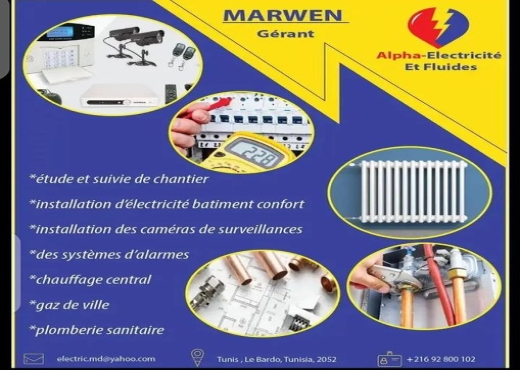 MARWEN
Gérant
Alpha-Electricité
Et Fluides
228
*étude et suivie de chantier
*installation d'électricité batiment confort
*installation des caméras de surveillances
*des systèmes d'alarmes
*chauffage central
*gaz de ville
*plomberie sanitaire
electric.md@yahoo.com
Tunis , Le Bardo, Tunisia, 2052
+216 92 800 102